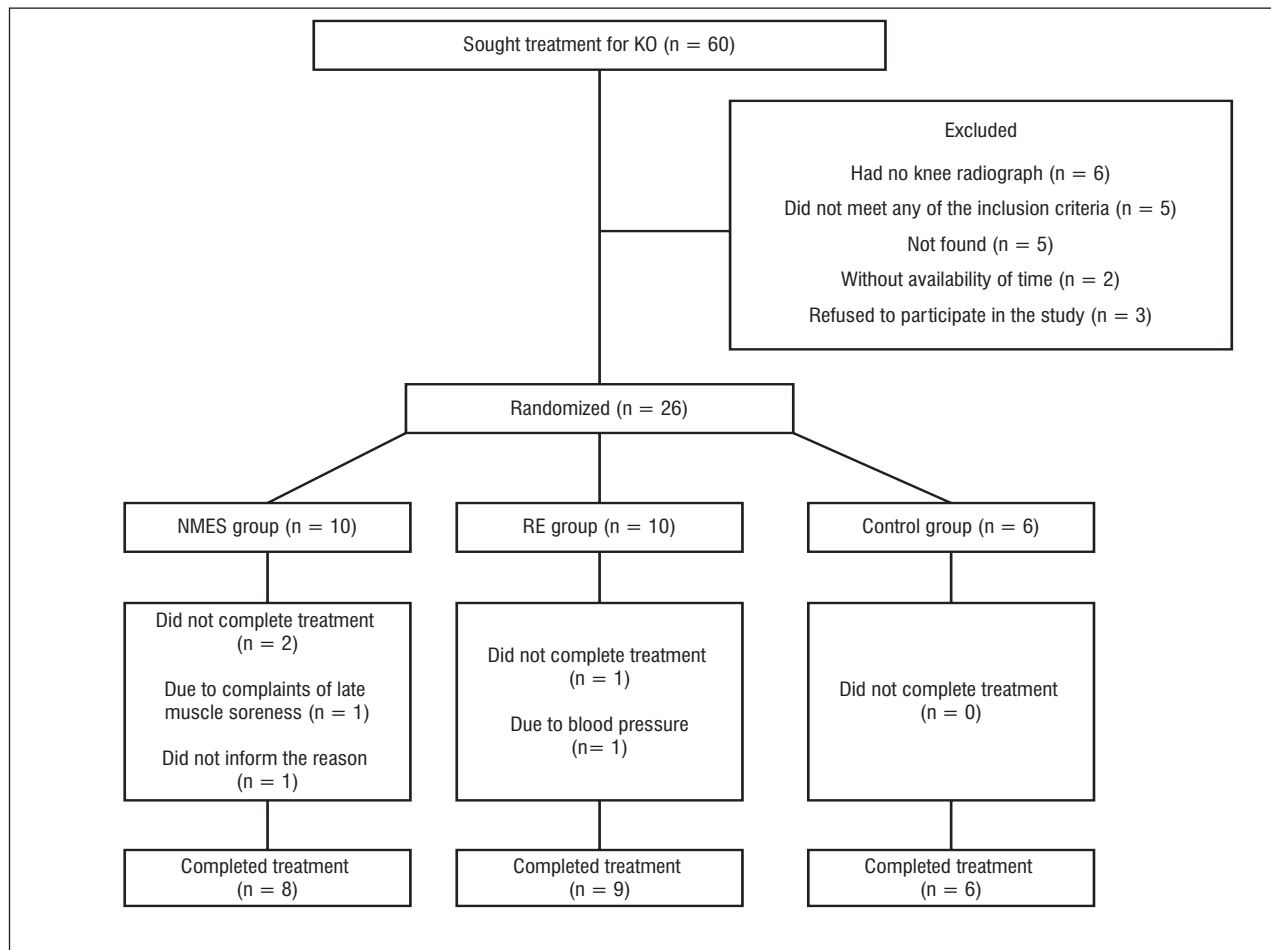 Sought treatment for KO (n = 60)
Excluded
Had no knee radiograph (n = 6)
Did not meet any of the inclusion criteria (n = 5)
Not found (n = 5)
Without availability of time (n = 2)
Refused to participate in the study (n = 3)
Randomized (n = 26)
NMES group (n = 10)
RE group (n = 10)
Control group (n = 6)
Did not complete treatment
(n = 2)
Due to complaints of late
muscle soreness (n = 1)
Did not inform the reason
(n = 1)
Did not complete treatment
(n = 1)
Due to blood pressure
(n= 1)
Did not complete treatment
(n = 0)
Completed treatment
(n = 8)
Completed treatment
(n = 9)
Completed treatment
(n = 6)